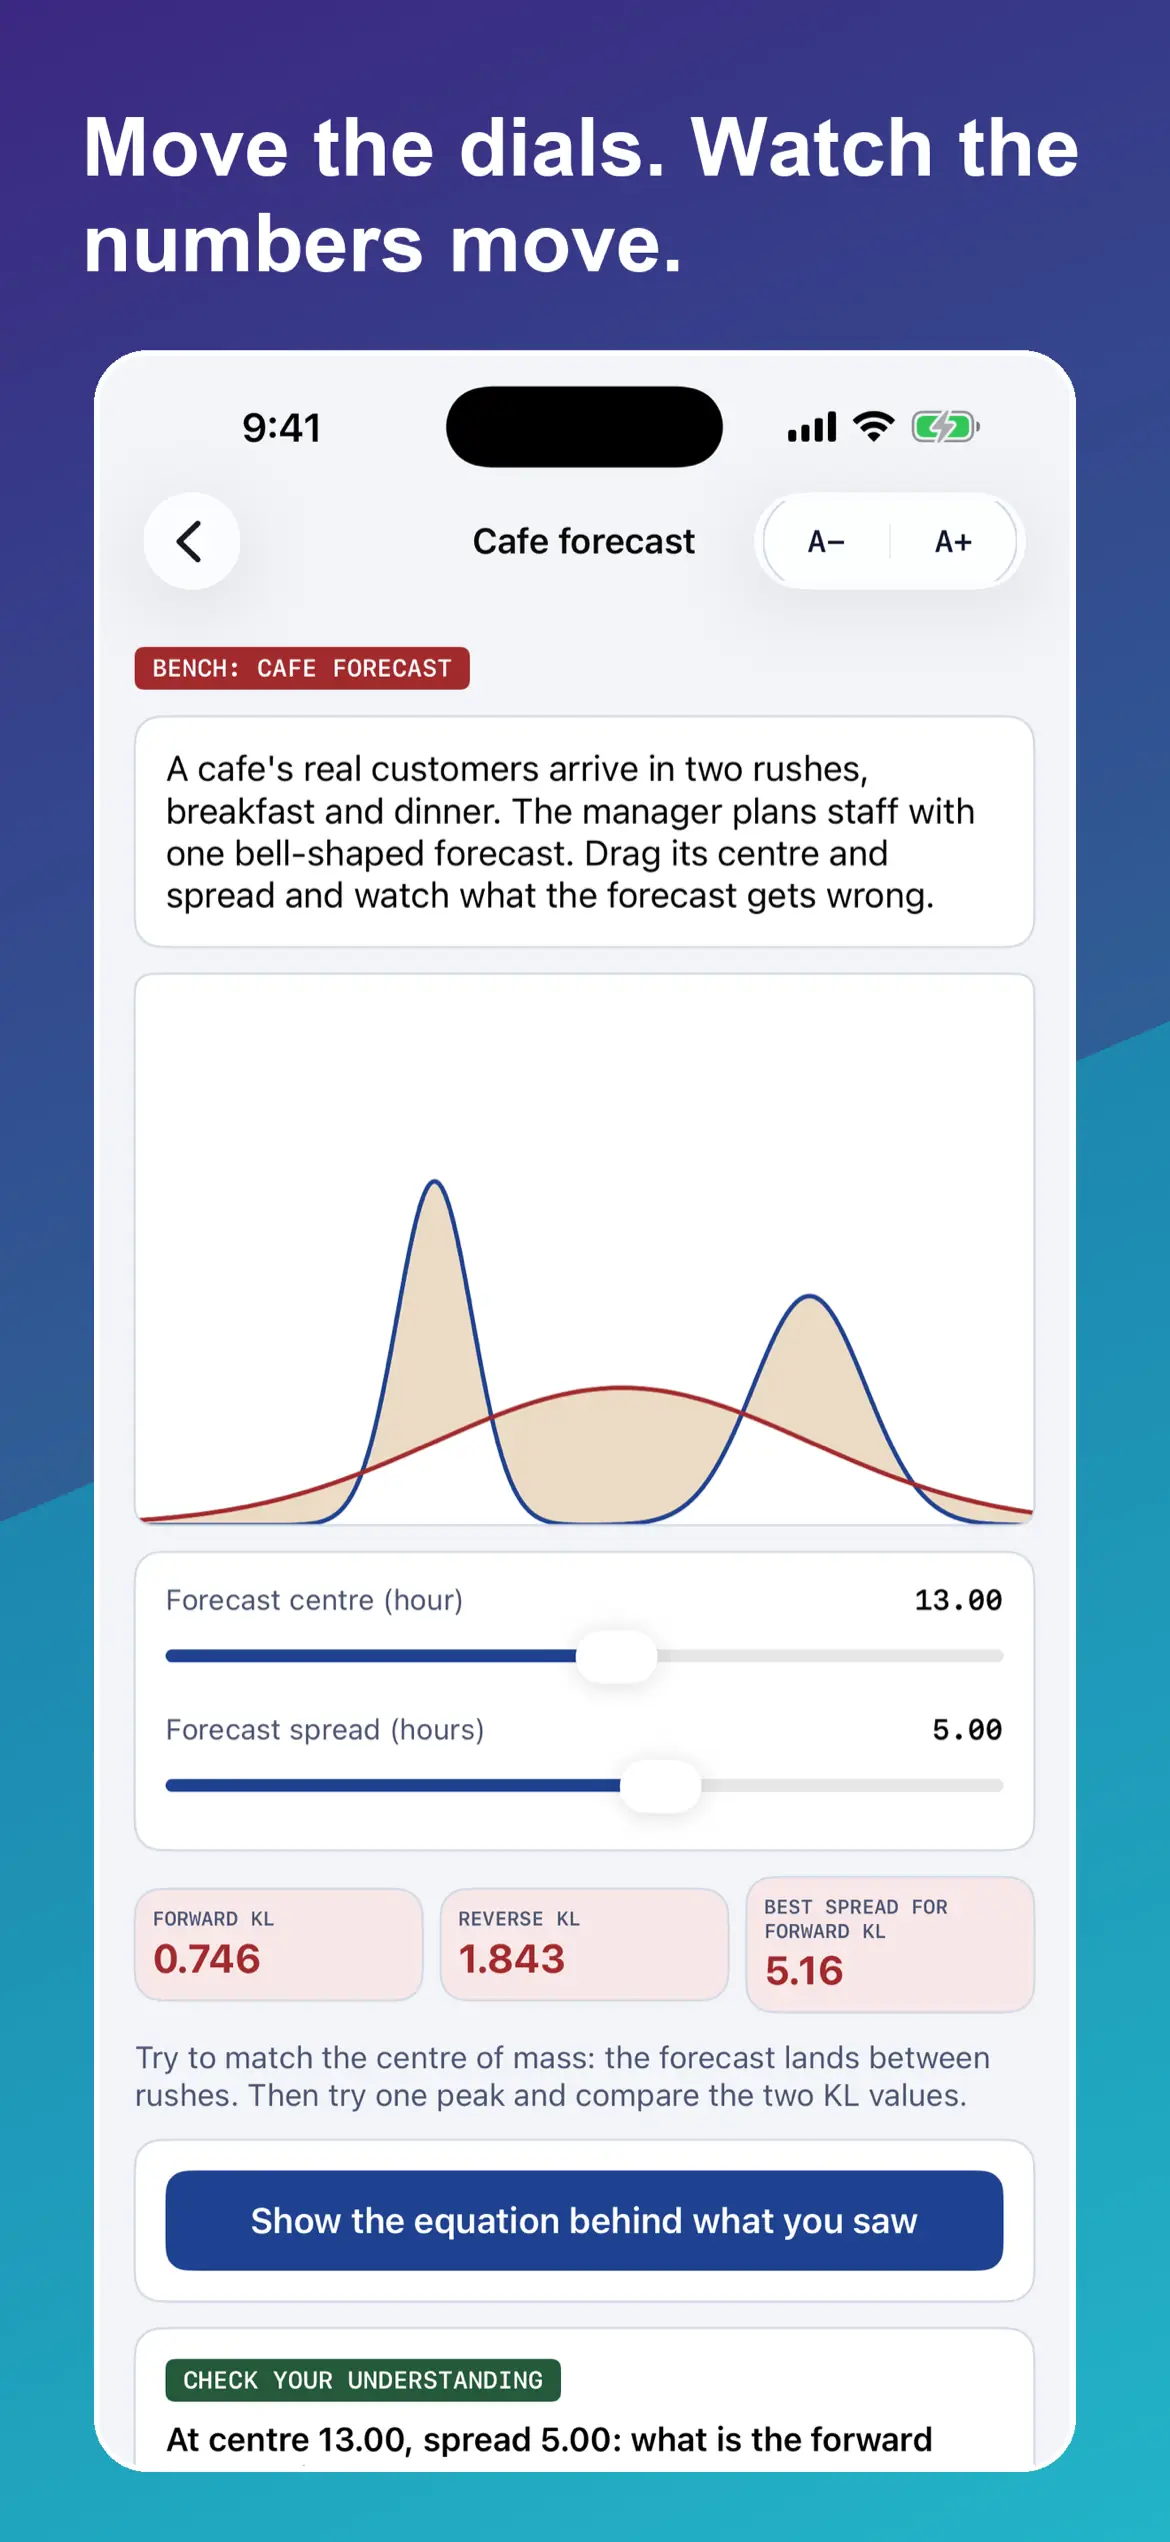 Move the dials. Watch the
numbers move.
9:41
Cafe forecast
A− A+
BENCH: CAFE FORECAST
A cafe's real customers arrive in two rushes,
breakfast and dinner. The manager plans staff with
one bell-shaped forecast. Drag its centre and
spread and watch what the forecast gets wrong.
Forecast centre (hour) 13.00
Forecast spread (hours) 5.00
FORWARD KL
0.746
REVERSE KL
1.843
BEST SPREAD FOR
FORWARD KL
5.16
Try to match the centre of mass: the forecast lands between
rushes. Then try one peak and compare the two KL values.
Show the equation behind what you saw
CHECK YOUR UNDERSTANDING
At centre 13.00, spread 5.00: what is the forward